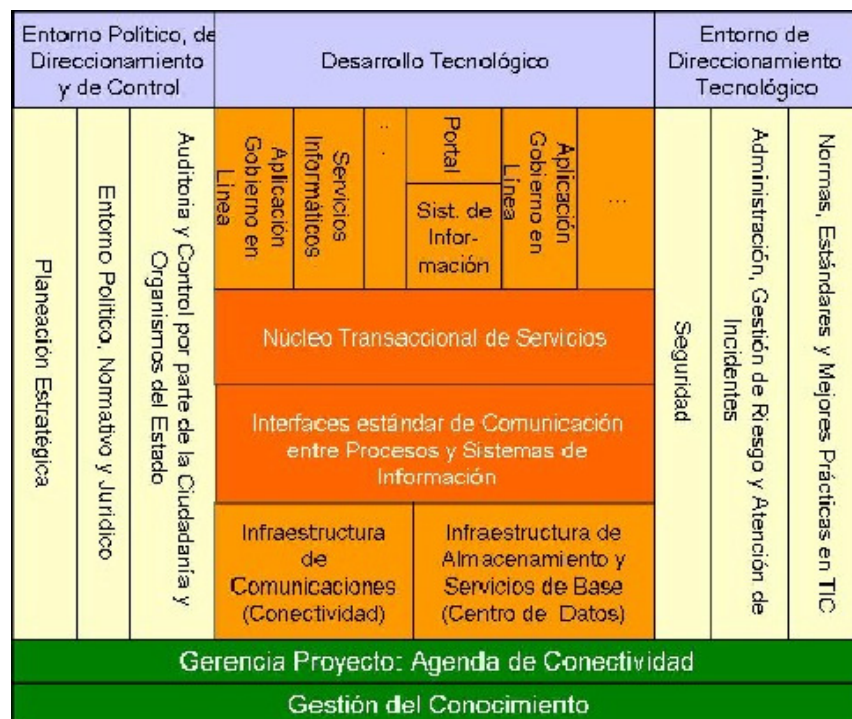 Entorno Político, de
Direccionamiento
y de Control
Desarrollo Tecnológico
Entorno de
Direccionamiento
Tecnológico
Planeación Estratégica
Entorno Político, Normativo y Jurídico
Auditoria y Control por parte de la Ciudadanía y
Organismos del Estado
Aplicación
Gobierno en
Línea
Servicios
Informáticos
...
Portal
Sist. de
Infor-
mación
Aplicación
Gobierno en
Línea
...
Núcleo Transaccional de Servicios
Interfaces estándar de Comunicación
entre Procesos y Sistemas de
Información
Infraestructura
de
Comunicaciones
(Conectividad)
Infraestructura de
Almacenamiento y
Servicios de Base
(Centro de Datos)
Seguridad
Administración, Gestión de Riesgo y Atención de
Incidentes
Normas, Estándares y Mejores Prácticas en TIC
Gerencia Proyecto: Agenda de Conectividad
Gestión del Conocimiento